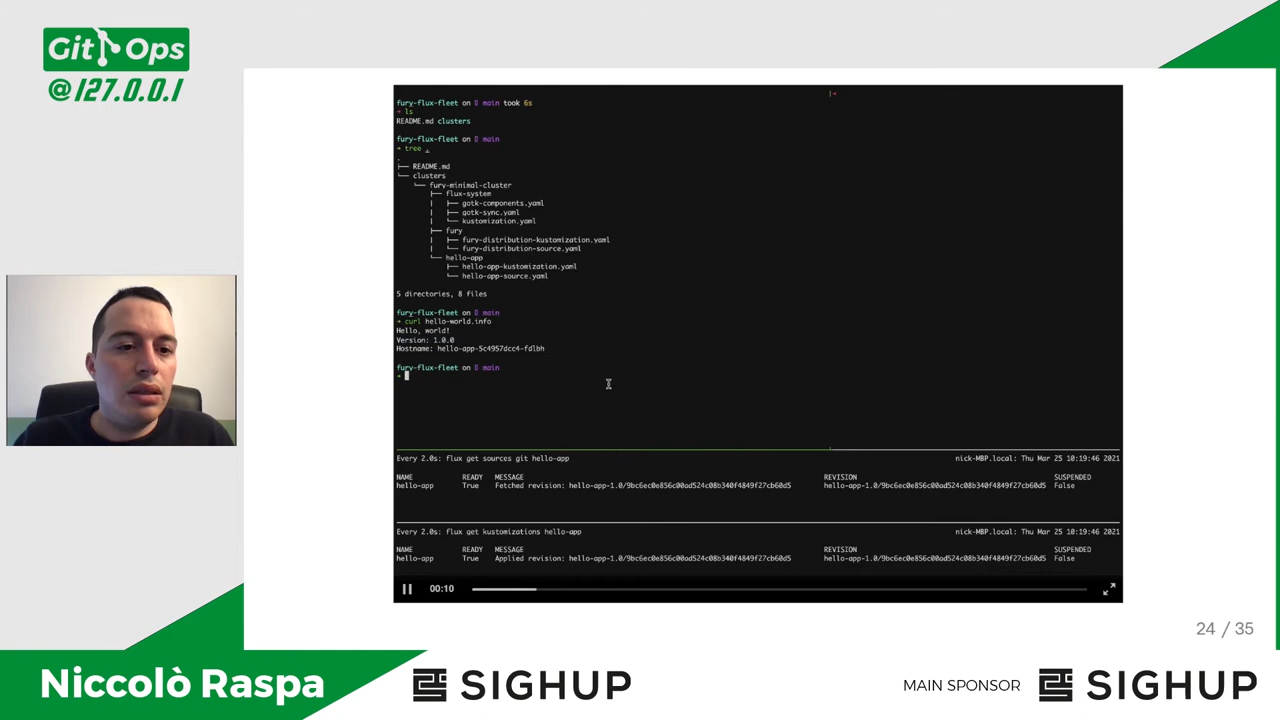 Git Ops
@127.0.0.1
fury-flux-fleet on main took 6s
→ ls
README.md clusters
fury-flux-fleet on main
→ tree .
.
├── README.md
└── clusters
└── fury-minimal-cluster
├── flux-system
│ ├── gotk-components.yaml
│ ├── gotk-sync.yaml
│ └── kustomization.yaml
├── fury
│ ├── fury-distribution-kustomization.yaml
│ └── fury-distribution-source.yaml
└── hello-app
├── hello-app-kustomization.yaml
└── hello-app-source.yaml
5 directories, 8 files
fury-flux-fleet on main
→ curl hello-world.info
Hello, world!
Version: 1.0.0
Hostname: hello-app-5c4957dcc4-fdlbh
fury-flux-fleet on main
→
Every 2.0s: flux get sources git hello-app nick-MBP.local: Thu Mar 25 10:19:46 2021
NAME READY MESSAGE REVISION SUSPENDED
hello-app True Fetched revision: hello-app-1.0/9bc6ec0e856c00ad524c08b340f4849f27cb60d5 hello-app-1.0/9bc6ec0e856c00ad524c08b340f4849f27cb60d5 False
Every 2.0s: flux get kustomizations hello-app nick-MBP.local: Thu Mar 25 10:19:46 2021
NAME READY MESSAGE REVISION SUSPENDED
hello-app True Applied revision: hello-app-1.0/9bc6ec0e856c00ad524c08b340f4849f27cb60d5 hello-app-1.0/9bc6ec0e856c00ad524c08b340f4849f27cb60d5 False
00:10
24 / 35
Niccolò Raspa
SIGHUP
MAIN SPONSOR
SIGHUP